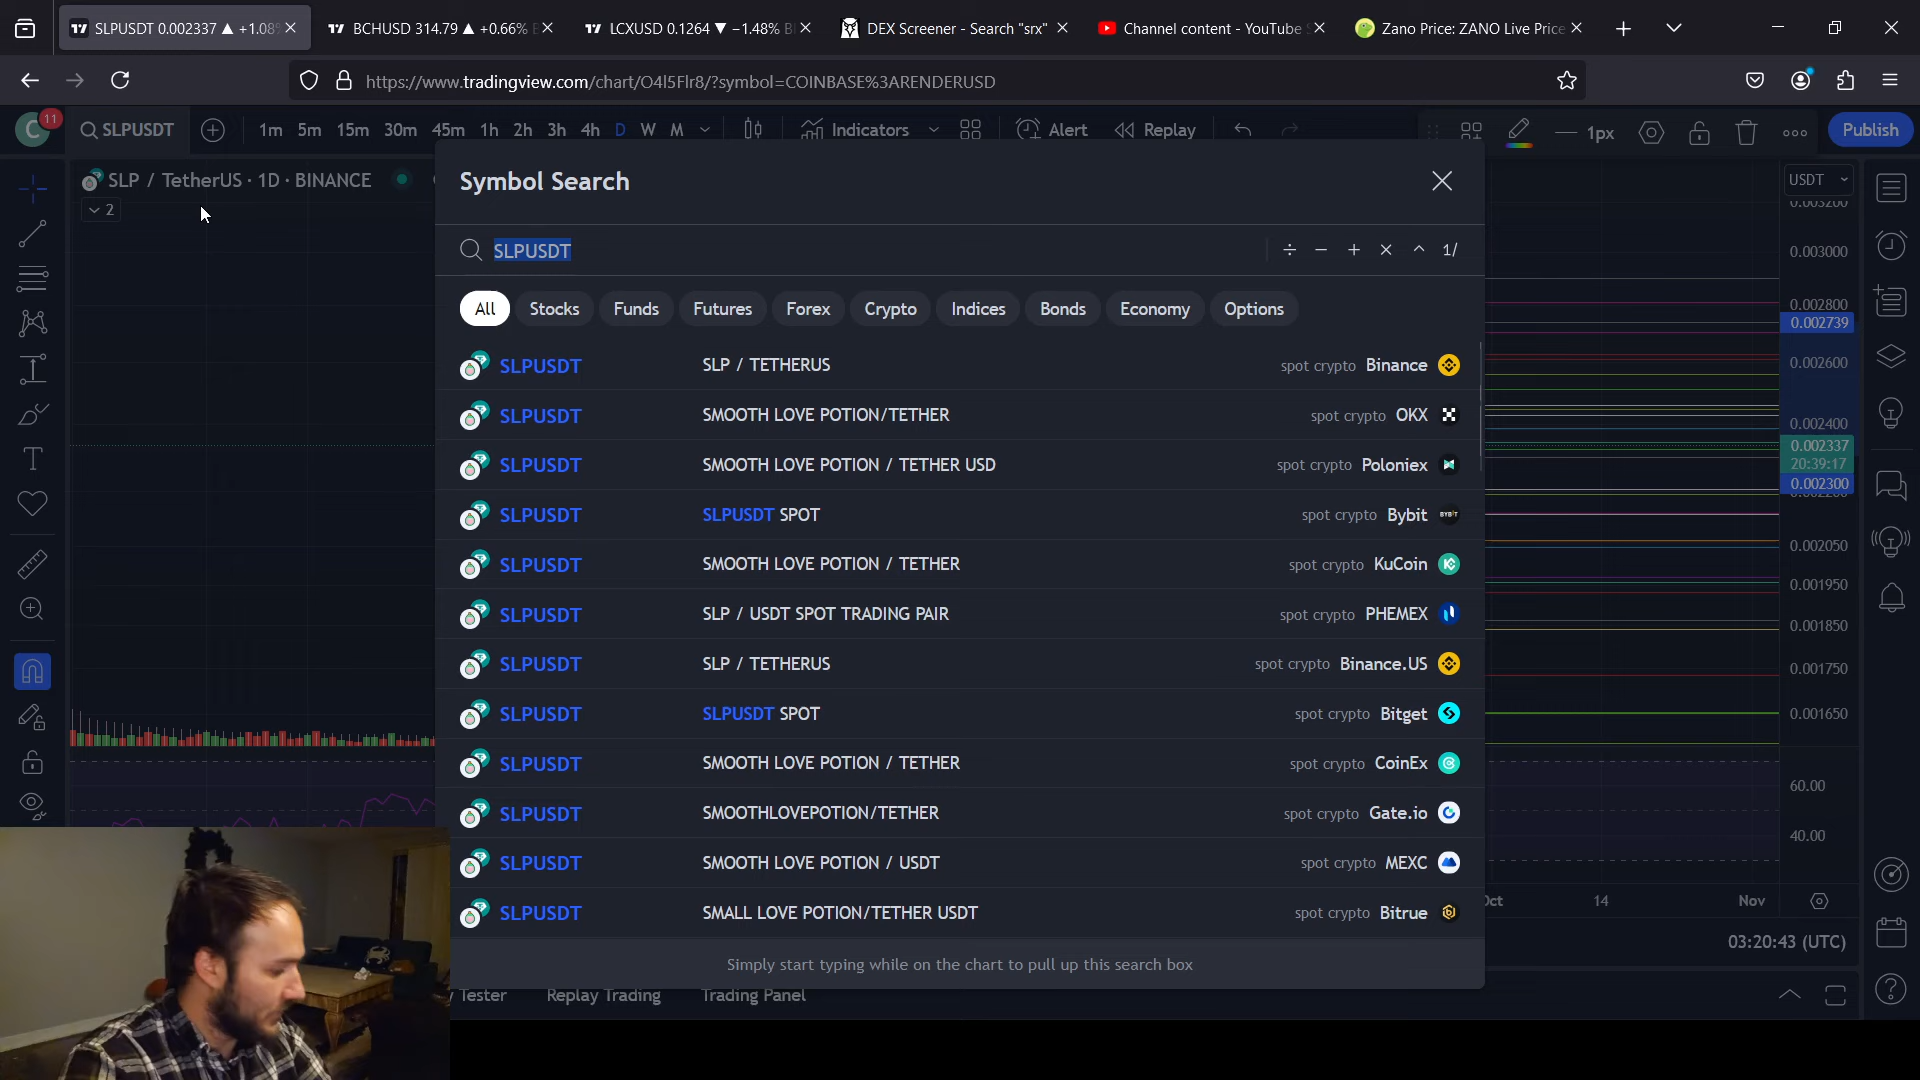 SLPUSDT 0.002337 ▲ +1.08
BCHUSD 314.79 ▲ +0.66%
LCXUSD 0.1264 ▼ −1.48%
DEX Screener - Search "srx"
Channel content - YouTube
Zano Price: ZANO Live Price
https://www.tradingview.com/chart/O4l5Flr8/?symbol=COINBASE%3ARENDERUSD
C 11 SLPUSDT 1m 5m 15m 30m 45m 1h 2h 3h 4h D W M Indicators Alert Replay 1px Publish
SLP / TetherUS · 1D · BINANCE
2
Symbol Search
SLPUSDT
1/
All Stocks Funds Futures Forex Crypto Indices Bonds Economy Options
SLPUSDT SLP / TETHERUS spot crypto Binance
SLPUSDT SMOOTH LOVE POTION/TETHER spot crypto OKX
SLPUSDT SMOOTH LOVE POTION / TETHER USD spot crypto Poloniex
SLPUSDT SLPUSDT SPOT spot crypto Bybit
SLPUSDT SMOOTH LOVE POTION / TETHER spot crypto KuCoin
SLPUSDT SLP / USDT SPOT TRADING PAIR spot crypto PHEMEX
SLPUSDT SLP / TETHERUS spot crypto Binance.US
SLPUSDT SLPUSDT SPOT spot crypto Bitget
SLPUSDT SMOOTH LOVE POTION / TETHER spot crypto CoinEx
SLPUSDT SMOOTHLOVEPOTION/TETHER spot crypto Gate.io
SLPUSDT SMOOTH LOVE POTION / USDT spot crypto MEXC
SLPUSDT SMALL LOVE POTION/TETHER USDT spot crypto Bitrue
Simply start typing while on the chart to pull up this search box
USDT
0.003200
0.003000
0.002800
0.002739
0.002600
0.002400
0.002337
20:39:17
0.002300
0.002050
0.001950
0.001850
0.001750
0.001650
60.00
40.00
Oct 14 Nov
03:20:43 (UTC)
Tester Replay Trading Trading Panel